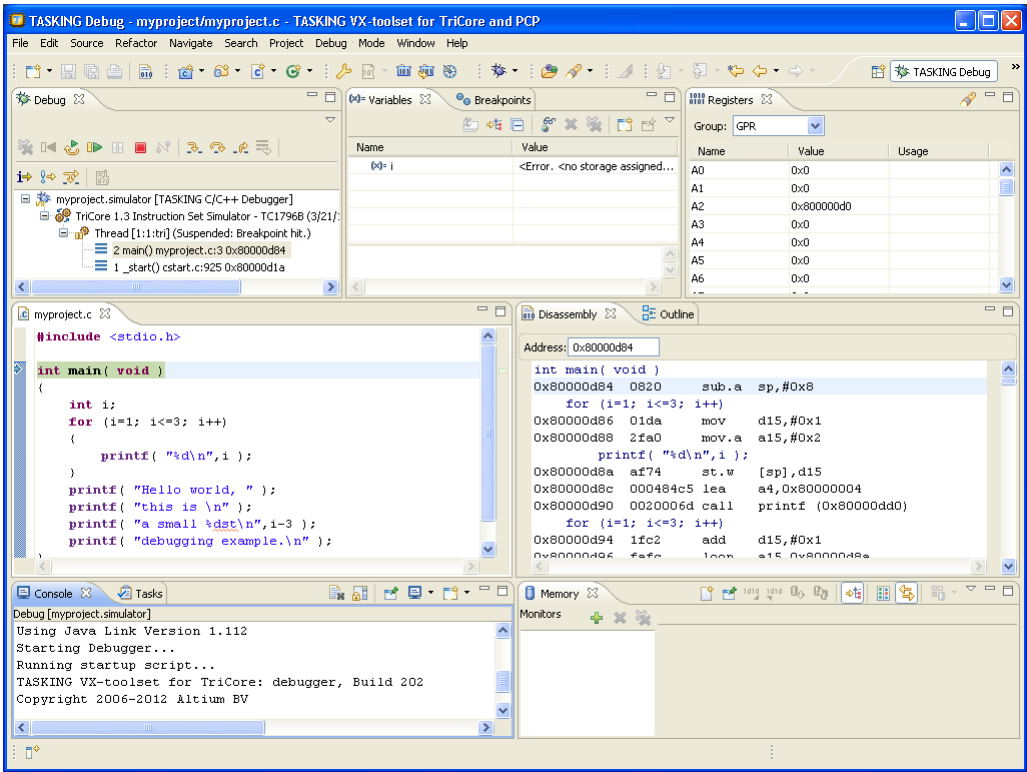 TASKING Debug - myproject/myproject.c - TASKING VX-toolset for TriCore and PCP
File Edit Source Refactor Navigate Search Project Debug Mode Window Help
TASKING Debug
Debug
myproject.simulator [TASKING C/C++ Debugger]
TriCore 1.3 Instruction Set Simulator - TC1796B (3/21/
Thread [1:1:tri] (Suspended: Breakpoint hit.)
2 main() myproject.c:3 0x80000d84
1 _start() cstart.c:925 0x80000d1a
(x)= Variables Breakpoints
Name Value
(x)= i <Error. <no storage assigned...
Registers
Group: GPR
Name Value Usage
A0 0x0
A1 0x0
A2 0x800000d0
A3 0x0
A4 0x0
A5 0x0
A6 0x0
myproject.c
#include <stdio.h>
int main( void )
{
int i;
for (i=1; i<=3; i++)
{
printf( "%d\n",i );
}
printf( "Hello world, " );
printf( "this is \n" );
printf( "a small %dst\n",i-3 );
printf( "debugging example.\n" );
Disassembly Outline
Address: 0x80000d84
int main( void )
0x80000d84 0820 sub.a sp,#0x8
for (i=1; i<=3; i++)
0x80000d86 01da mov d15,#0x1
0x80000d88 2fa0 mov.a a15,#0x2
printf( "%d\n",i );
0x80000d8a af74 st.w [sp],d15
0x80000d8c 000484c5 lea a4,0x80000004
0x80000d90 0020006d call printf (0x80000dd0)
for (i=1; i<=3; i++)
0x80000d94 1fc2 add d15,#0x1
0x80000d96 fafc loop a15,0x80000d8a
Console Tasks
Debug [myproject.simulator]
Using Java Link Version 1.112
Starting Debugger...
Running startup script...
TASKING VX-toolset for TriCore: debugger, Build 202
Copyright 2006-2012 Altium BV
Memory
Monitors